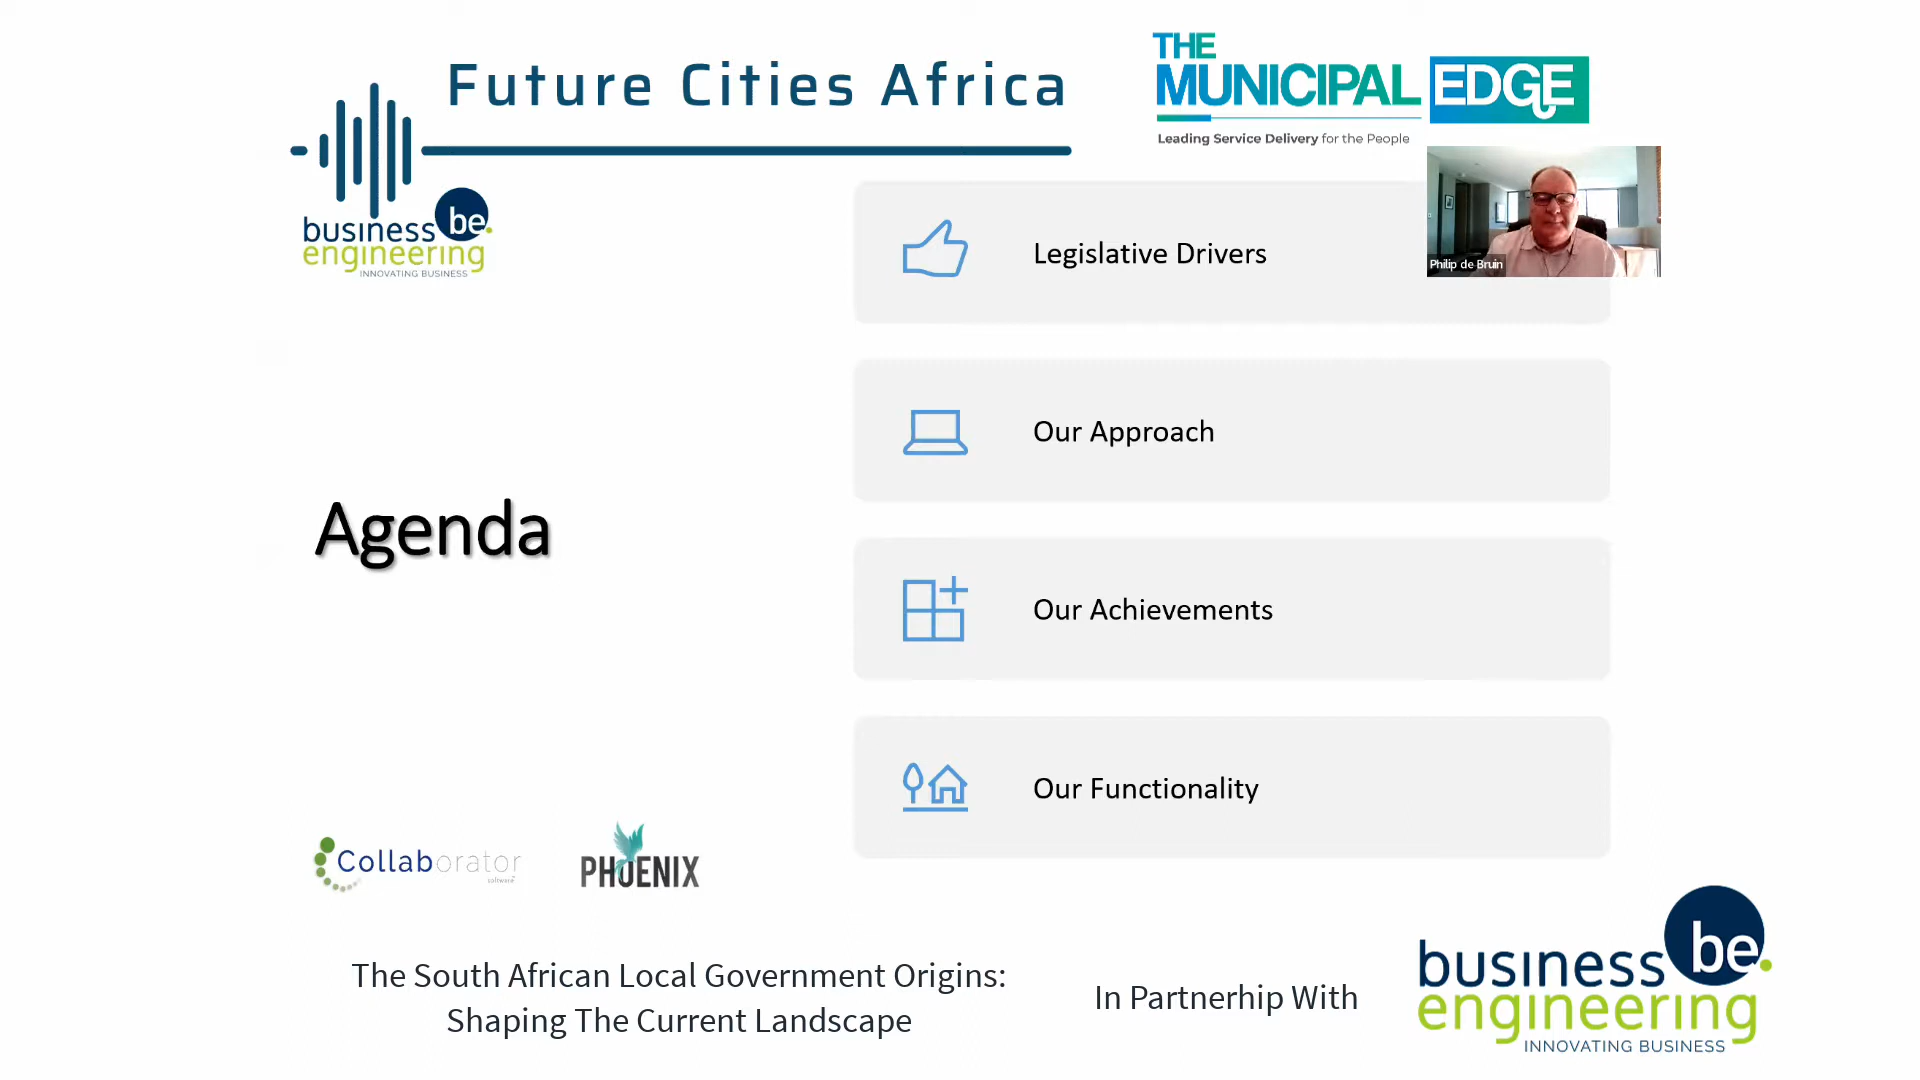 Future Cities Africa
THE
MUNICIPAL EDGE
Leading Service Delivery for the People
business be.
engineering
INNOVATING BUSINESS
Philip de Bruin
Legislative Drivers
Our Approach
Agenda
Our Achievements
Our Functionality
Collaborator
software
PHOENIX
The South African Local Government Origins:
Shaping The Current Landscape
In Partnerhip With
business be.
engineering
INNOVATING BUSINESS